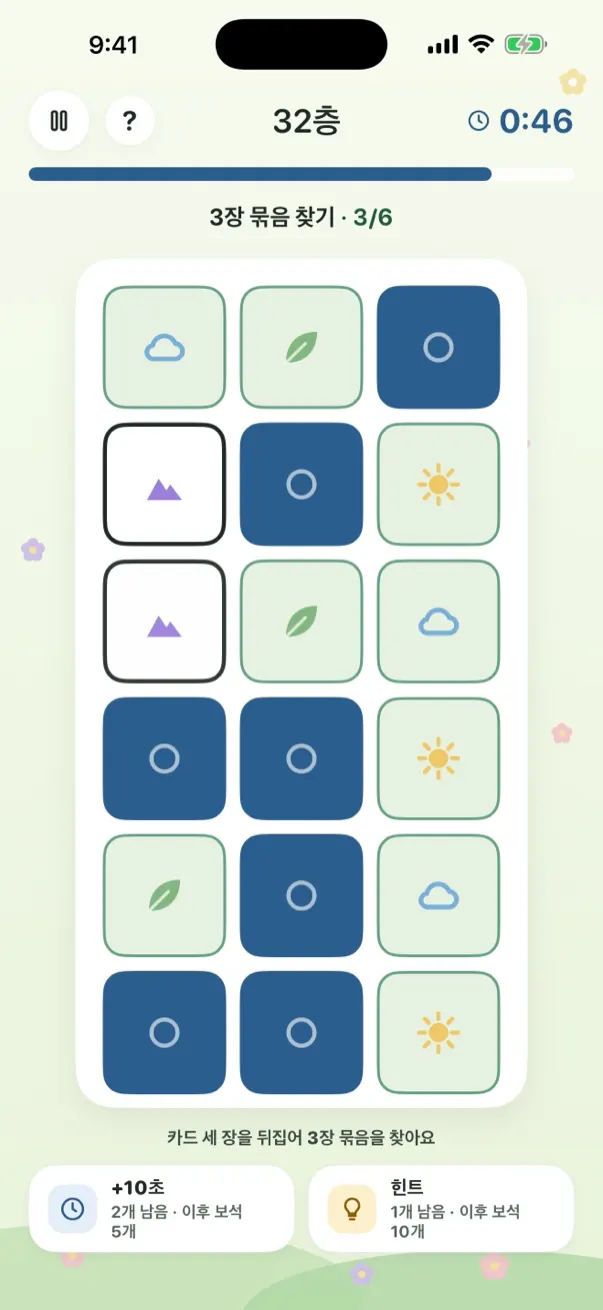 9:41
?
32층
0:46
3장 묶음 찾기 · 3/6
카드 세 장을 뒤집어 3장 묶음을 찾아요
+10초
2개 남음 · 이후 보석
5개
힌트
1개 남음 · 이후 보석
10개